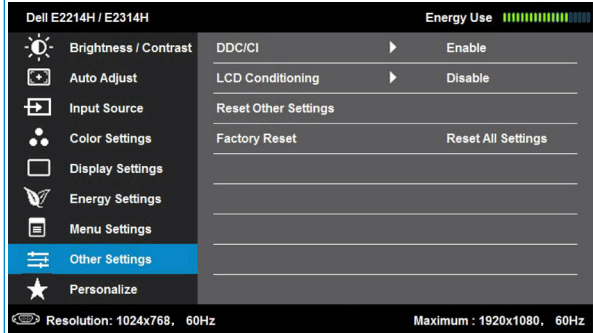 Dell E2214H / E2314H Energy Use
Brightness / Contrast DDC/CI Enable
Auto Adjust LCD Conditioning Disable
Input Source Reset Other Settings
Color Settings Factory Reset Reset All Settings
Display Settings
Energy Settings
Menu Settings
Other Settings
Personalize
Resolution: 1024x768, 60Hz Maximum : 1920x1080, 60Hz